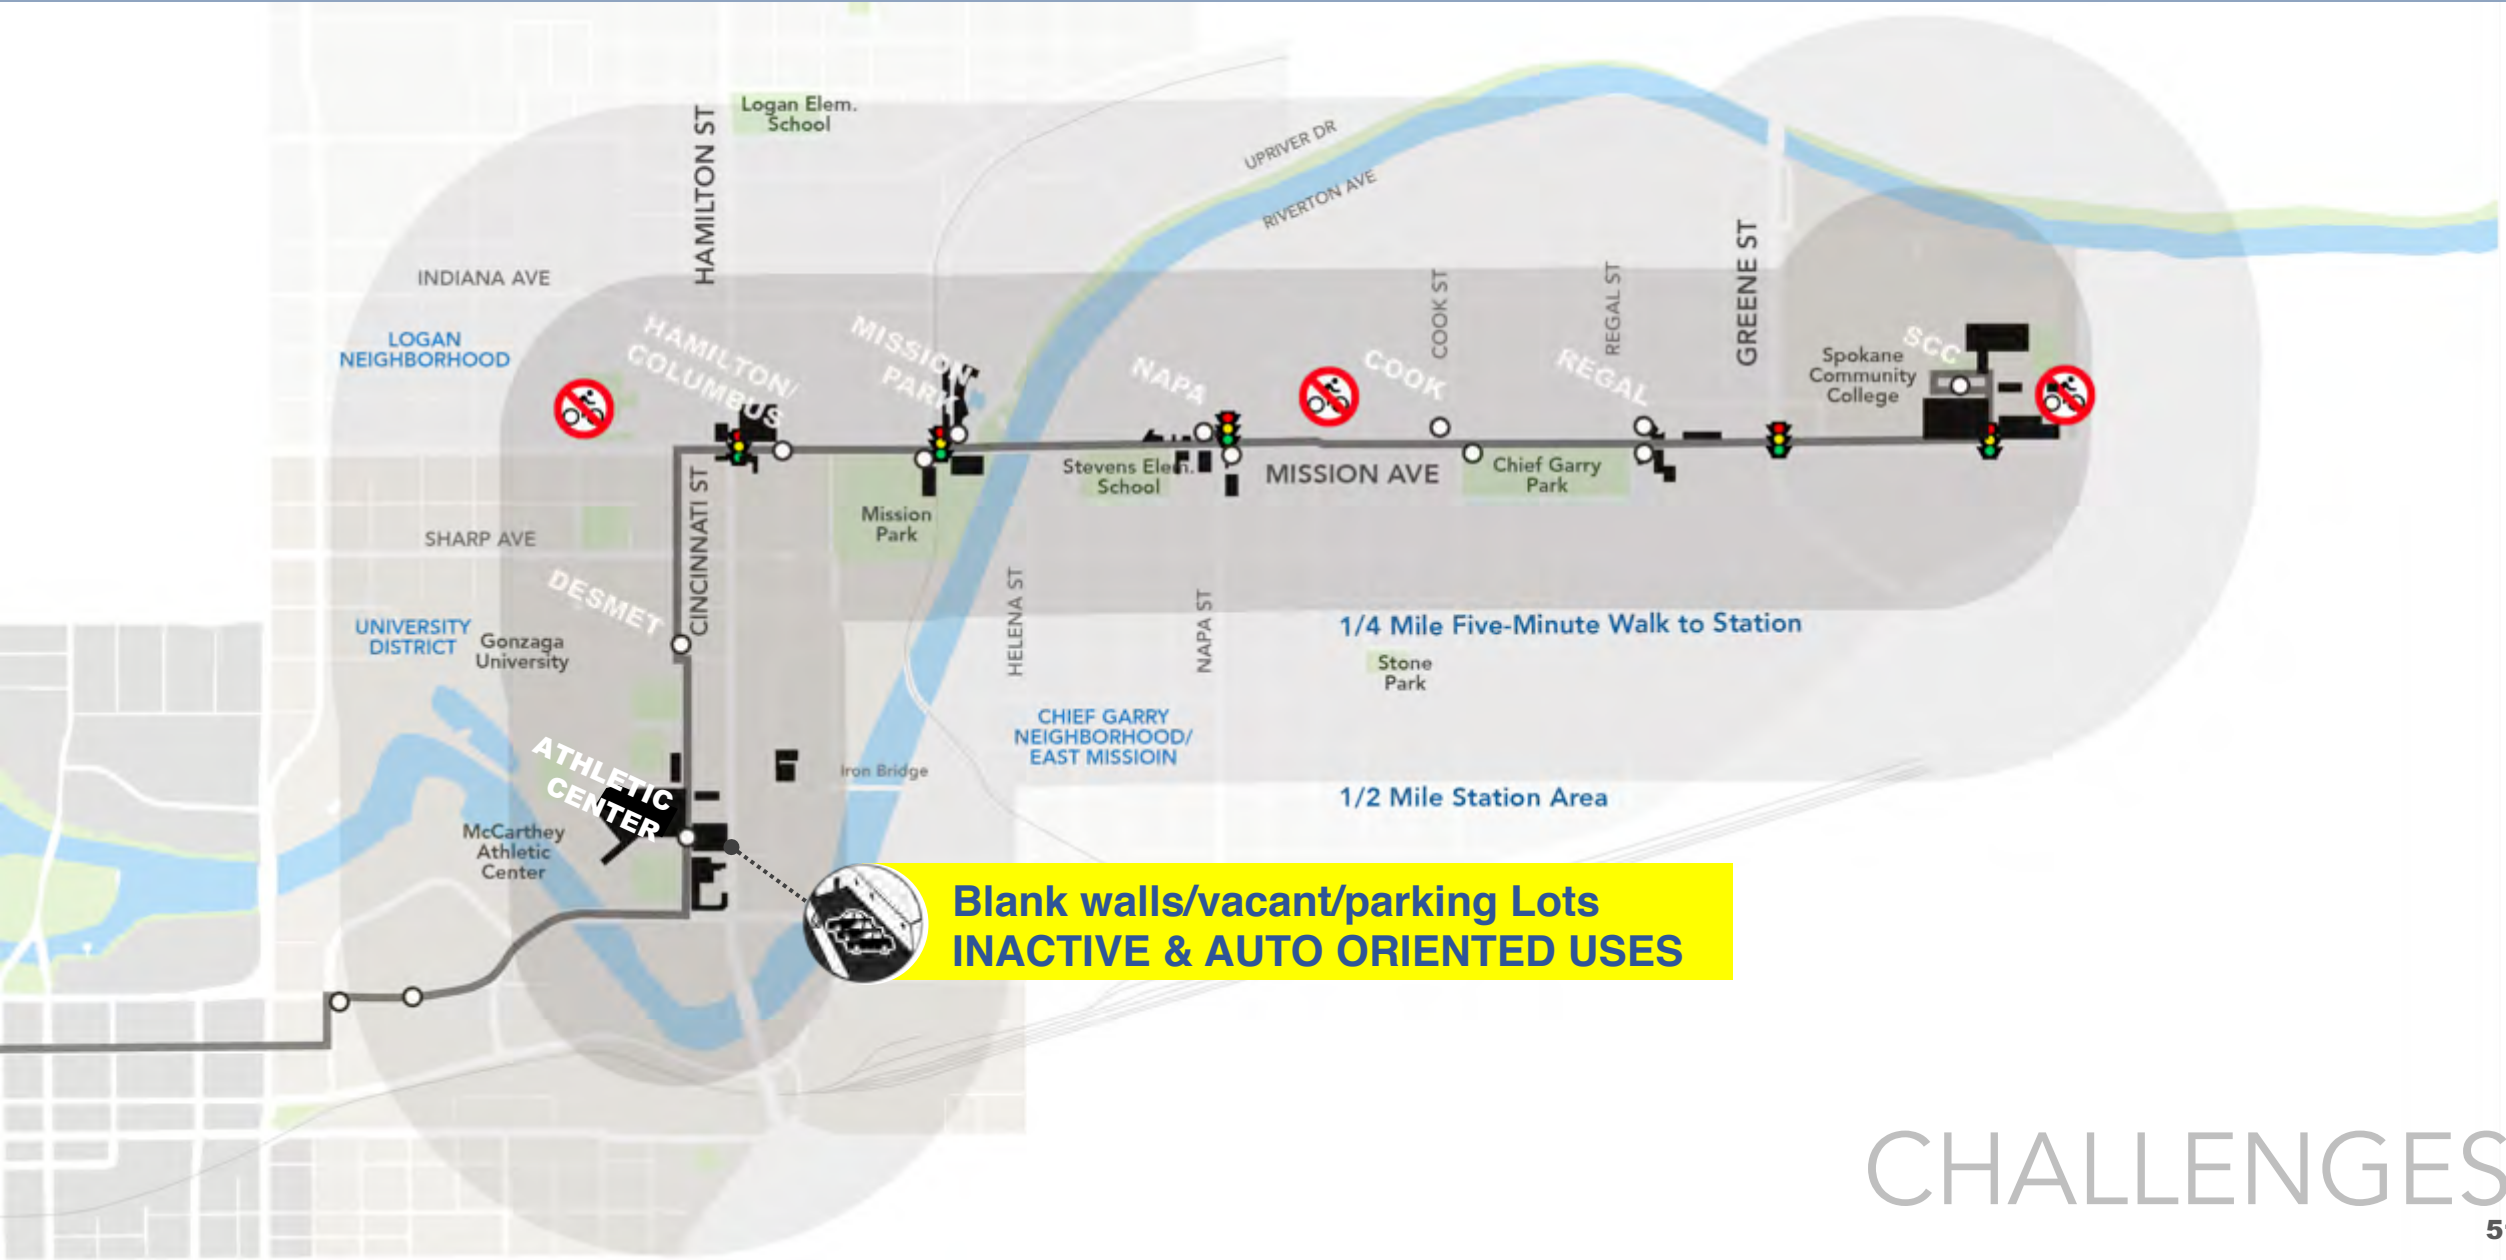 Logan Elem.
School
HAMILTON ST
UPRIVER DR
RIVERTON AVE
INDIANA AVE
LOGAN
NEIGHBORHOOD
HAMILTON/
COLUMBUS
MISSION
PARK
NAPA
COOK
COOK ST
REGAL
REGAL ST
GREENE ST
SCC
Spokane
Community
College
Stevens Elem.
School
MISSION AVE
Chief Garry
Park
Mission
Park
SHARP AVE
CINCINNATI ST
DESMET
HELENA ST
NAPA ST
UNIVERSITY
DISTRICT
Gonzaga
University
1/4 Mile Five-Minute Walk to Station
Stone
Park
CHIEF GARRY
NEIGHBORHOOD/
EAST MISSIOIN
ATHLETIC
CENTER
Iron Bridge
1/2 Mile Station Area
McCarthey
Athletic
Center
Blank walls/vacant/parking Lots
INACTIVE & AUTO ORIENTED USES
CHALLENGES